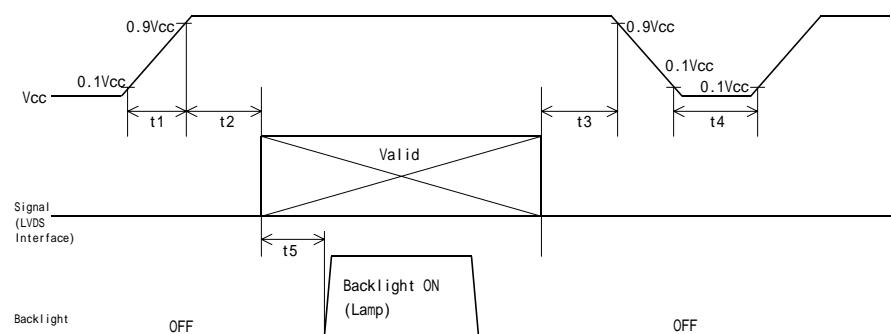 0.9Vcc
0.9Vcc
0.1Vcc
0.1Vcc
0.1Vcc
Vcc
t1
t2
t3
t4
Valid
Signal
(LVDS
Interface)
t5
Backlight ON
(Lamp)
Backlight
OFF
OFF